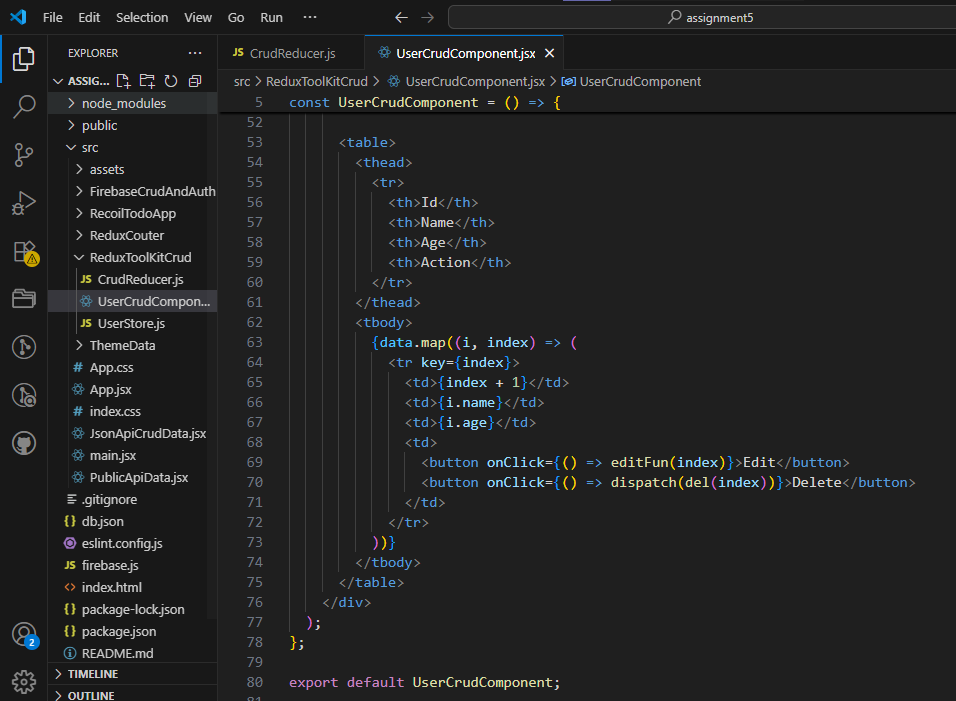 File Edit Selection View Go Run ···
assignment5
EXPLORER ···
ASSIG...
node_modules
public
src
assets
FirebaseCrudAndAuth
RecoilTodoApp
ReduxCouter
ReduxToolKitCrud
JS CrudReducer.js
UserCrudCompon...
JS UserStore.js
ThemeData
# App.css
App.jsx
# index.css
JsonApiCrudData.jsx
main.jsx
PublicApiData.jsx
.gitignore
{} db.json
eslint.config.js
JS firebase.js
<> index.html
{} package-lock.json
{} package.json
README.md
TIMELINE
OUTLINE
2
JS CrudReducer.js
UserCrudComponent.jsx
src > ReduxToolKitCrud > UserCrudComponent.jsx > UserCrudComponent
5 const UserCrudComponent = () => {
52
53 <table>
54 <thead>
55 <tr>
56 <th>Id</th>
57 <th>Name</th>
58 <th>Age</th>
59 <th>Action</th>
60 </tr>
61 </thead>
62 <tbody>
63 {data.map((i, index) => (
64 <tr key={index}>
65 <td>{index + 1}</td>
66 <td>{i.name}</td>
67 <td>{i.age}</td>
68 <td>
69 <button onClick={() => editFun(index)}>Edit</button>
70 <button onClick={() => dispatch(del(index))}>Delete</button>
71 </td>
72 </tr>
73 ))}
74 </tbody>
75 </table>
76 </div>
77 );
78 };
79
80 export default UserCrudComponent;
81